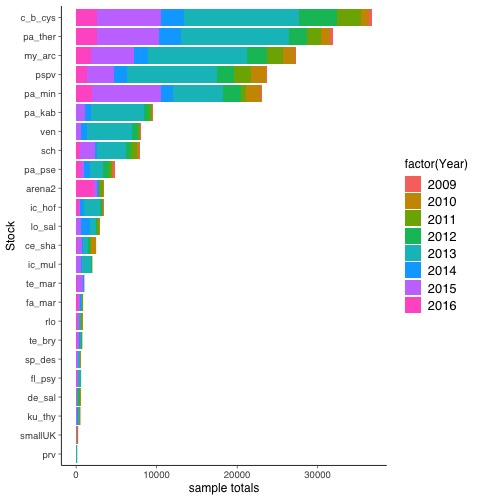 c_b_cys
pa_ther
my_arc
pspv
pa_min
pa_kab
ven
sch
pa_pse
arena2
ic_hof
lo_sal
ce_sha
ic_mul
te_mar
fa_mar
rlo
te_bry
sp_des
fl_psy
de_sal
ku_thy
smallUK
prv
Stock
0 10000 20000 30000
sample totals
factor(Year)
2009
2010
2011
2012
2013
2014
2015
2016